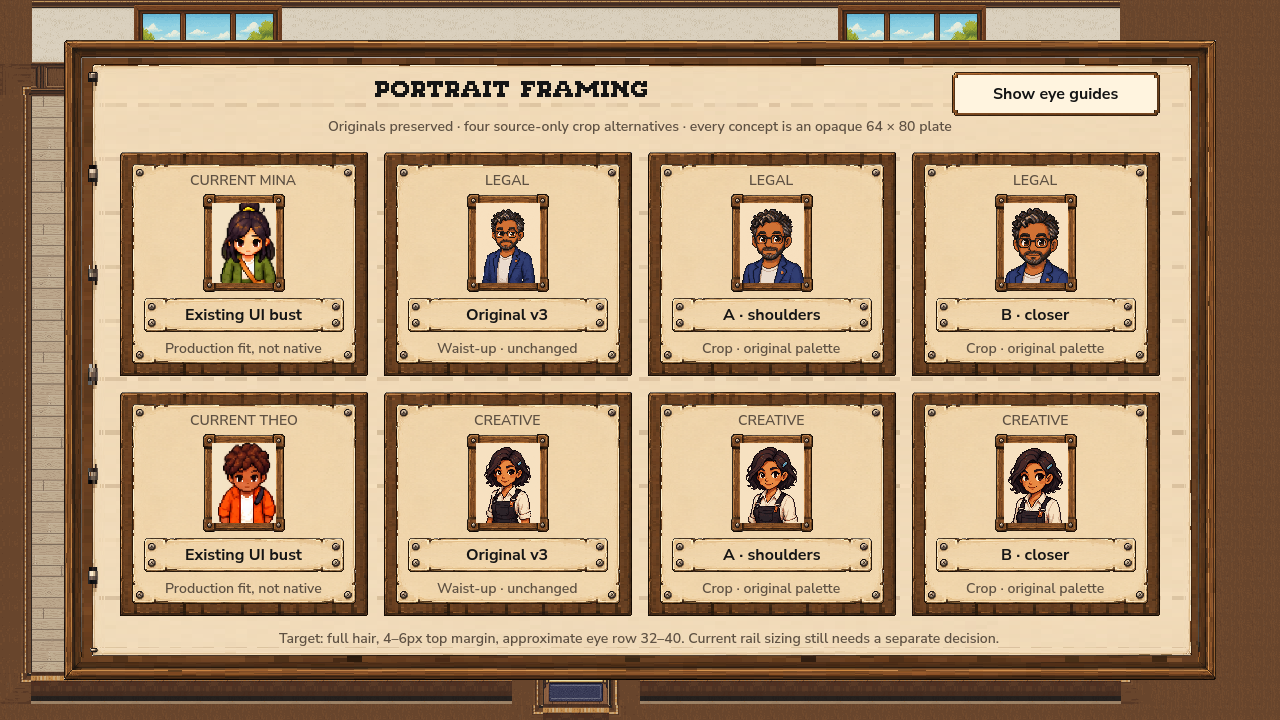 PORTRAIT FRAMING
Show eye guides
Originals preserved · four source-only crop alternatives · every concept is an opaque 64 × 80 plate
CURRENT MINA
Existing UI bust
Production fit, not native
LEGAL
Original v3
Waist-up · unchanged
LEGAL
A · shoulders
Crop · original palette
LEGAL
B · closer
Crop · original palette
CURRENT THEO
Existing UI bust
Production fit, not native
CREATIVE
Original v3
Waist-up · unchanged
CREATIVE
A · shoulders
Crop · original palette
CREATIVE
B · closer
Crop · original palette
Target: full hair, 4–6px top margin, approximate eye row 32–40. Current rail sizing still needs a separate decision.